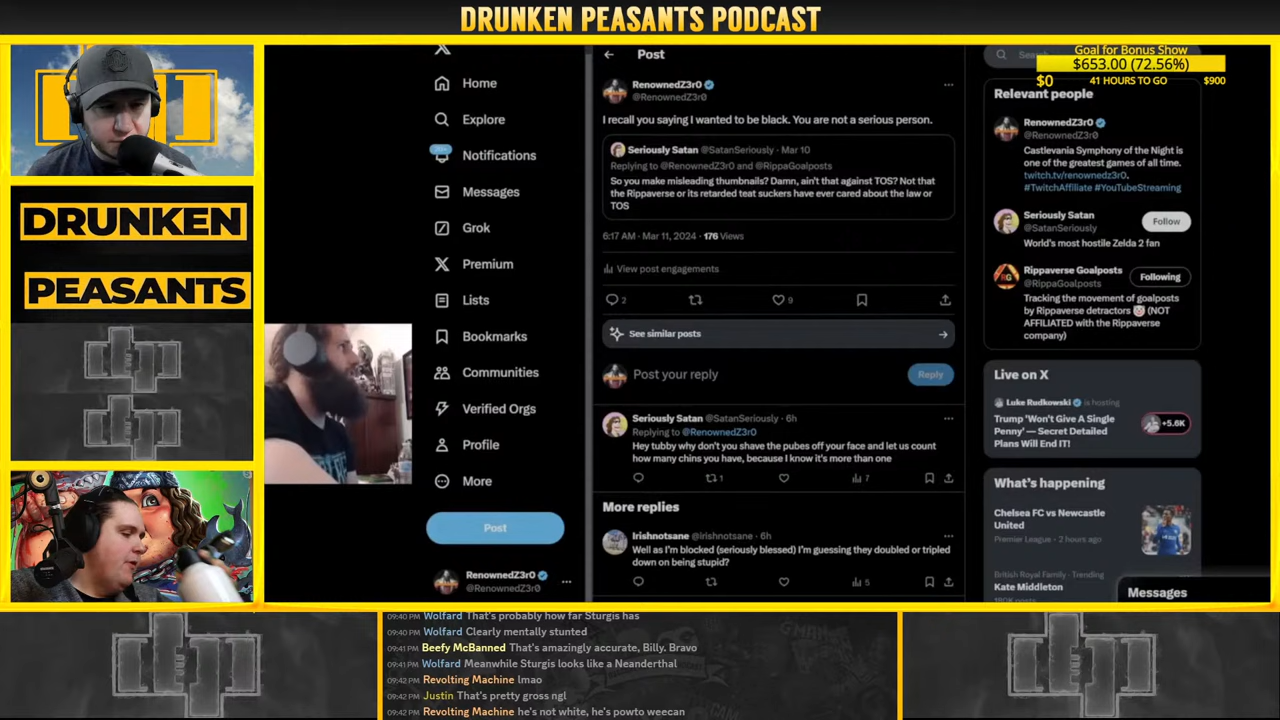 DRUNKEN PEASANTS PODCAST
DRUNKEN
PEASANTS
Home
Explore
Notifications
Messages
Grok
Premium
Lists
Bookmarks
Communities
Verified Orgs
Profile
More
Post
RenownedZ3r0
@RenownedZ3r0
Post
RenownedZ3r0
@RenownedZ3r0
I recall you saying I wanted to be black. You are not a serious person.
Seriously Satan @SatanSeriously · Mar 10
Replying to @RenownedZ3r0 and @RippaGoalposts
So you make misleading thumbnails? Damn, ain't that against TOS? Not that
the Rippaverse or its retarded teat suckers have ever cared about the law or
TOS
6:17 AM · Mar 11, 2024 · 176 Views
View post engagements
2
9
See similar posts
Post your reply
Reply
Seriously Satan @SatanSeriously · 6h
Replying to @RenownedZ3r0
Hey tubby why don't you shave the pubes off your face and let us count
how many chins you have, because I know it's more than one
1
7
More replies
Irishnotsane @irishnotsane · 6h
Well as I'm blocked (seriously blessed) I'm guessing they doubled or tripled
down on being stupid?
5
Goal for Bonus Show
$653.00 (72.56%)
$0
41 HOURS TO GO
$900
Relevant people
RenownedZ3r0
@RenownedZ3r0
Castlevania Symphony of the Night is
one of the greatest games of all time.
twitch.tv/renownedz3r0.
#TwitchAffiliate #YouTubeStreaming
Seriously Satan
@SatanSeriously
Follow
World's most hostile Zelda 2 fan
Rippaverse Goalposts
@RippaGoalposts
Following
Tracking the movement of goalposts
by Rippaverse detractors (NOT
AFFILIATED with the Rippaverse
company)
Live on X
Luke Rudkowski is hosting
Trump 'Won't Give A Single
Penny' — Secret Detailed
Plans Will END IT!
+5.6K
What's happening
Chelsea FC vs Newcastle
United
Premier League · 2 hours ago
British Royal Family · Trending
Kate Middleton
Messages
09:40 PM Wolfard That's probably how far Sturgis has
09:40 PM Wolfard Clearly mentally stunted
09:41 PM Beefy McBanned That's amazingly accurate, Billy. Bravo
09:41 PM Wolfard Meanwhile Sturgis looks like a Neanderthal
09:42 PM Revolting Machine lmao
09:42 PM Justin That's pretty gross ngl
09:42 PM Revolting Machine he's not white, he's powto weecan